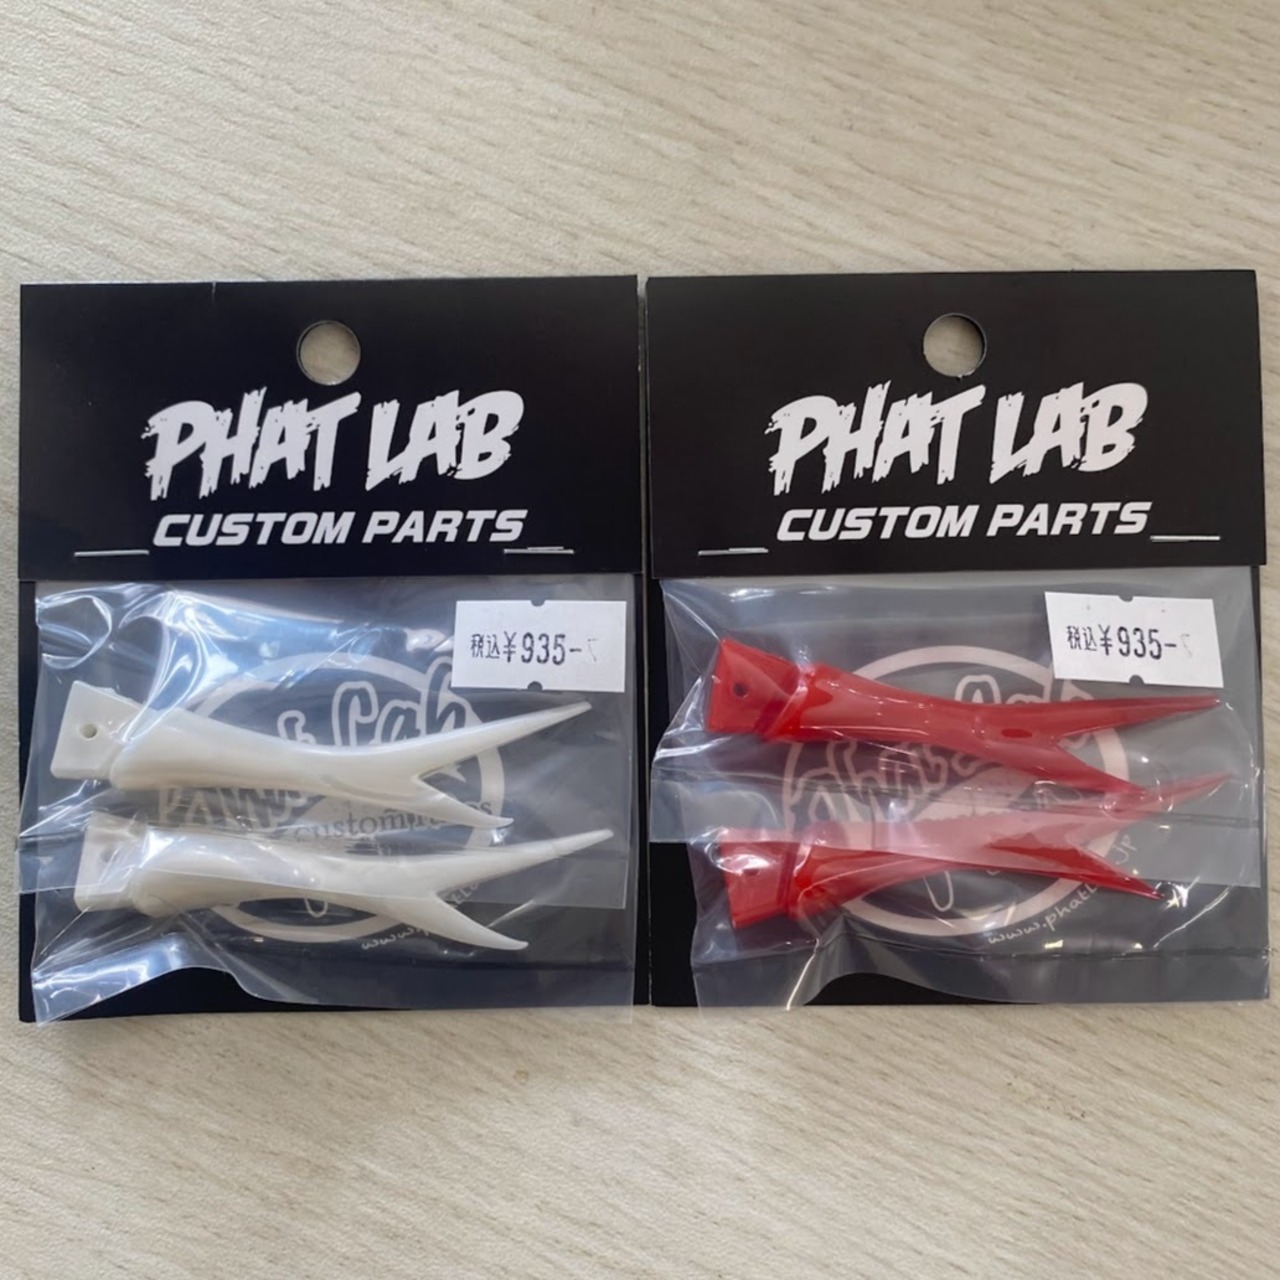 PHAT LAB
CUSTOM PARTS
税込¥935-
PHAT LAB
CUSTOM PARTS
税込¥935-